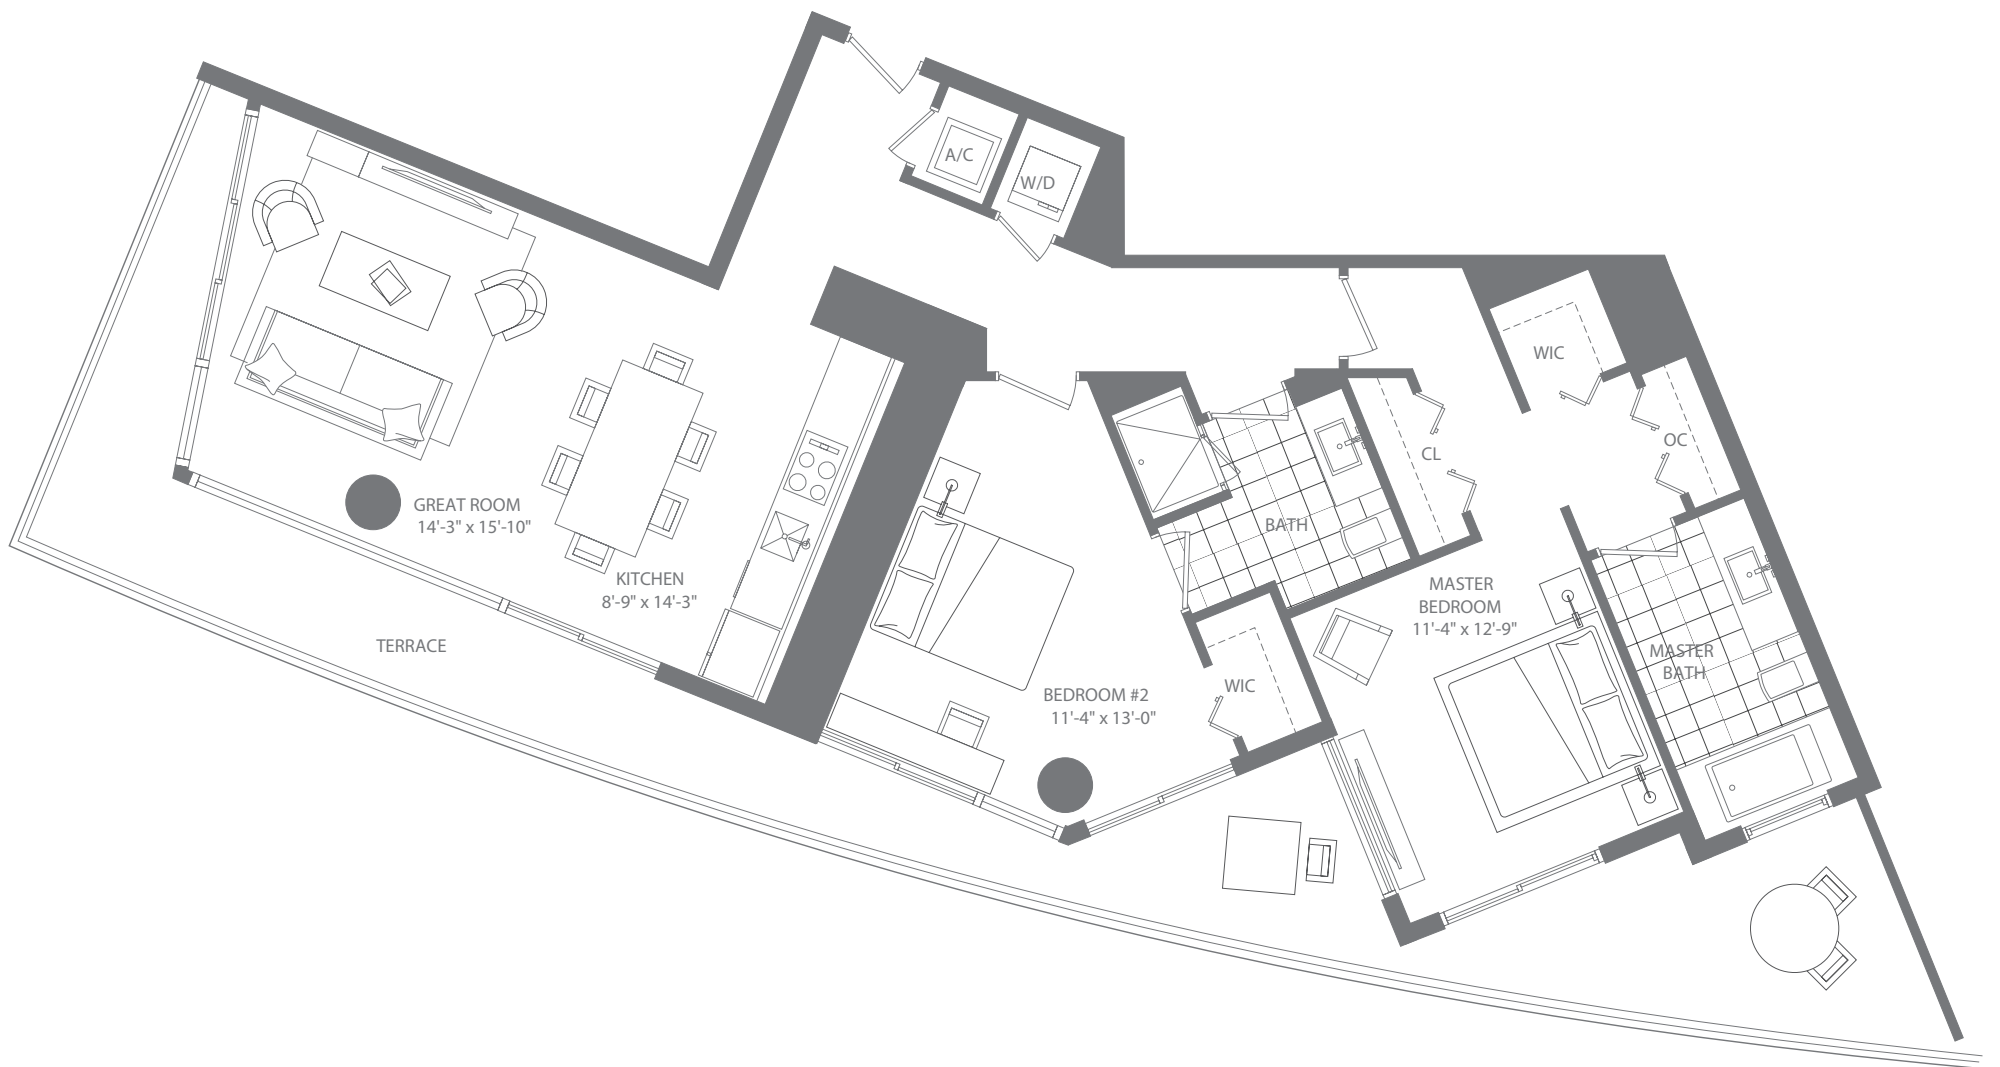 A/C
W/D
WIC
OC
CL
GREAT ROOM
14'-3" x 15'-10"
BATH
KITCHEN
8'-9" x 14'-3"
MASTER
BEDROOM
11'-4" x 12'-9"
TERRACE
MASTER
BATH
WIC
BEDROOM #2
11'-4" x 13'-0"